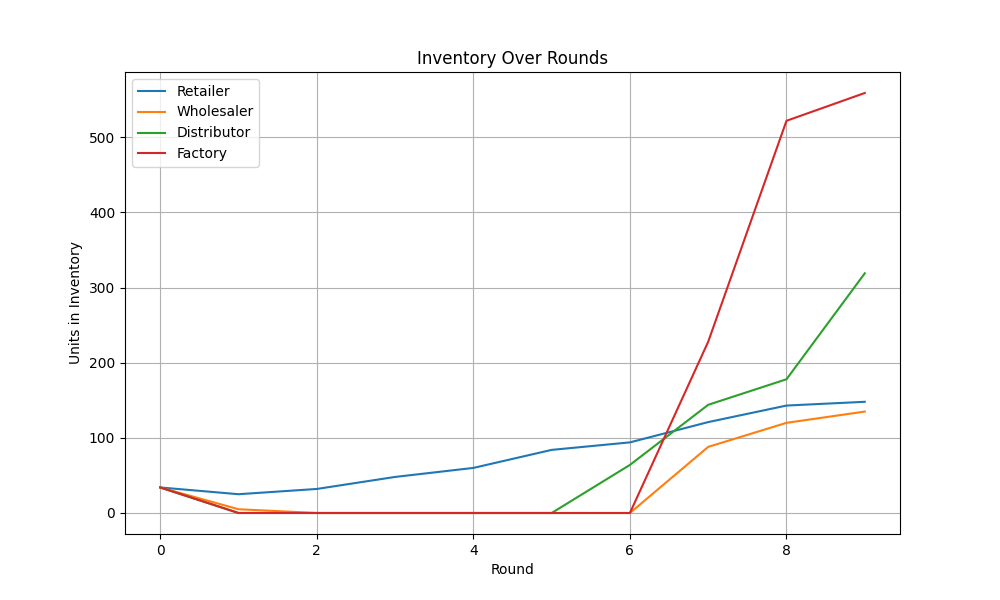 Inventory Over Rounds
Retailer
Wholesaler
Distributor
Factory
Units in Inventory
500
400
300
200
100
0
0 2 4 6 8
Round